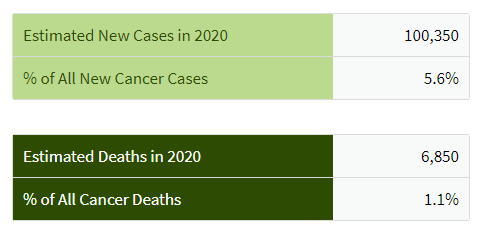 Estimated New Cases in 2020 100,350
% of All New Cancer Cases 5.6%
Estimated Deaths in 2020 6,850
% of All Cancer Deaths 1.1%